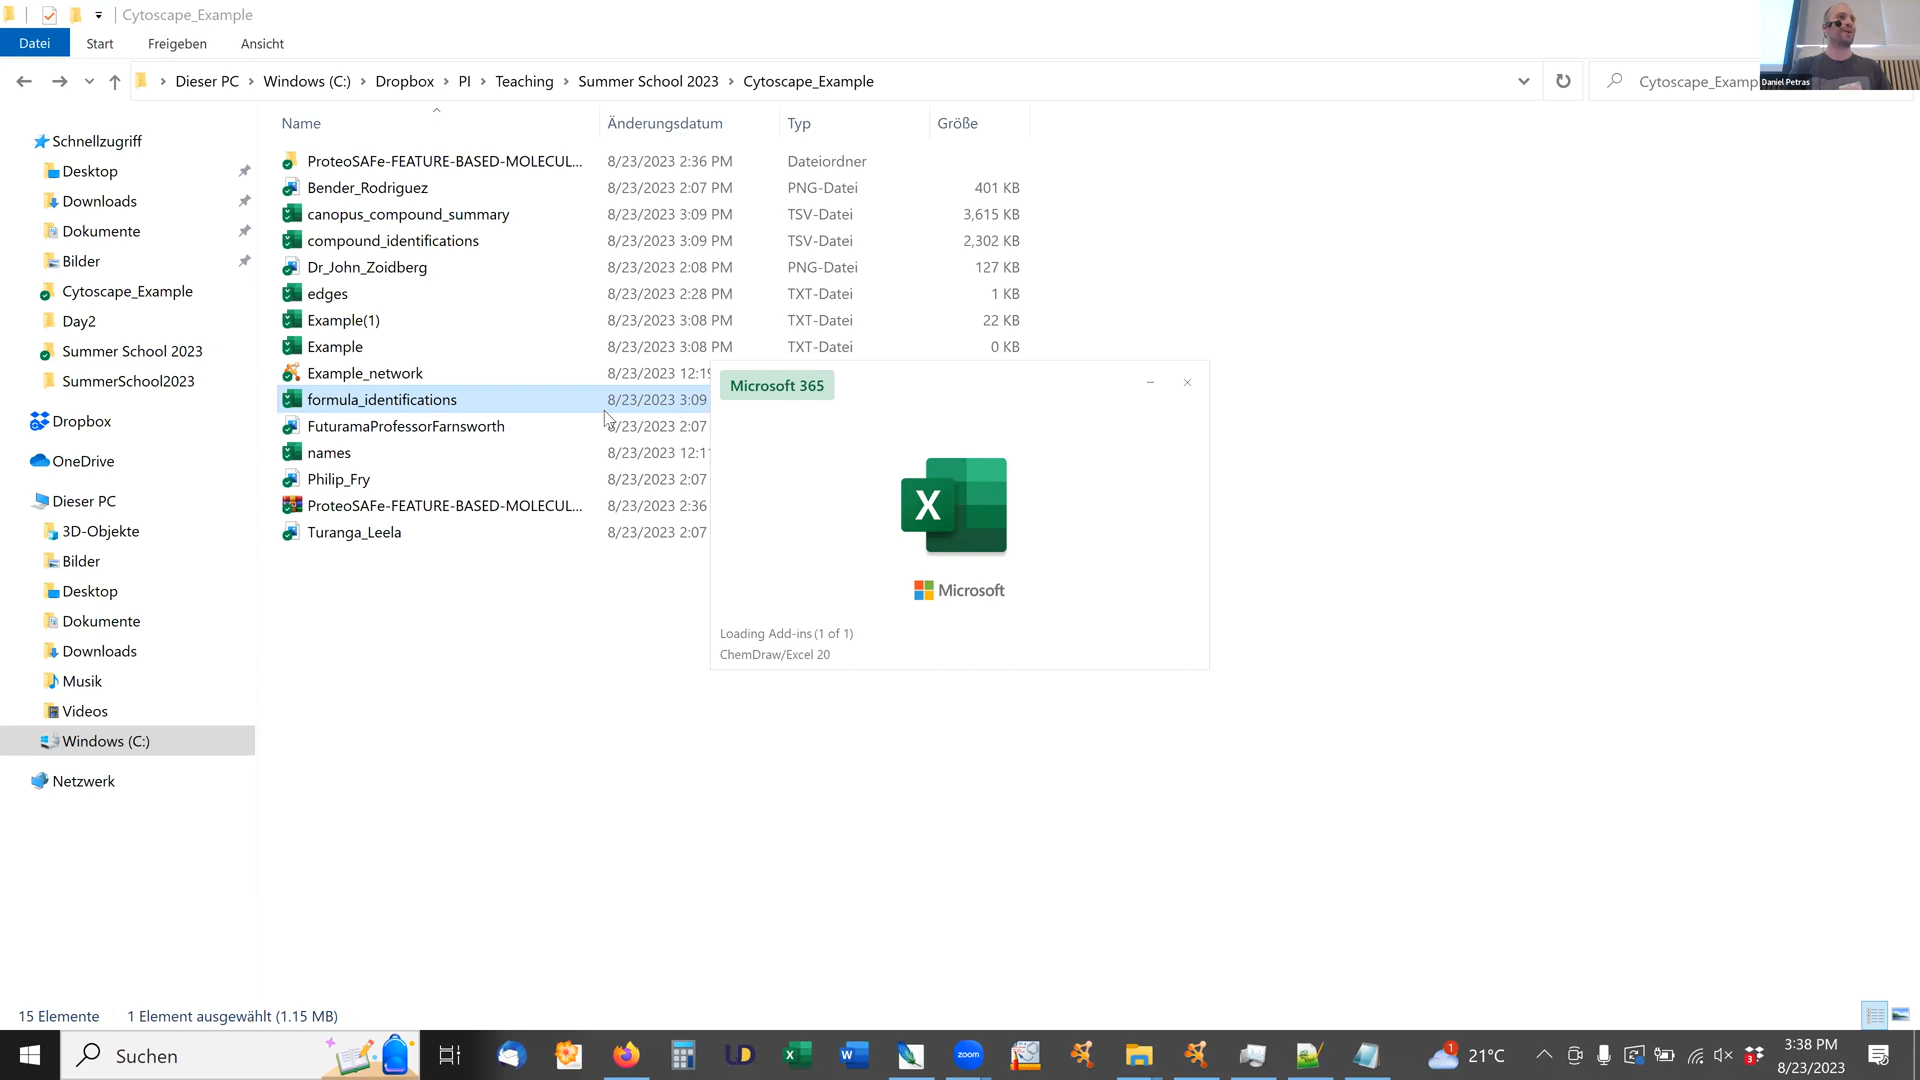 Cytoscape_Example
Datei
Start
Freigeben
Ansicht
Dieser PC
Windows (C:)
Dropbox
PI
Teaching
Summer School 2023
Cytoscape_Example
Cytoscape_Examp
Daniel Petras
Name
Änderungsdatum
Typ
Größe
Schnellzugriff
Desktop
Downloads
Dokumente
Bilder
Cytoscape_Example
Day2
Summer School 2023
SummerSchool2023
Dropbox
OneDrive
Dieser PC
3D-Objekte
Bilder
Desktop
Dokumente
Downloads
Musik
Videos
Windows (C:)
Netzwerk
ProteoSAFe-FEATURE-BASED-MOLECUL... 8/23/2023 2:36 PM Dateiordner
Bender_Rodriguez 8/23/2023 2:07 PM PNG-Datei 401 KB
canopus_compound_summary 8/23/2023 3:09 PM TSV-Datei 3,615 KB
compound_identifications 8/23/2023 3:09 PM TSV-Datei 2,302 KB
Dr_John_Zoidberg 8/23/2023 2:08 PM PNG-Datei 127 KB
edges 8/23/2023 2:28 PM TXT-Datei 1 KB
Example(1) 8/23/2023 3:08 PM TXT-Datei 22 KB
Example 8/23/2023 3:08 PM TXT-Datei 0 KB
Example_network 8/23/2023 12:19
formula_identifications 8/23/2023 3:09
FuturamaProfessorFarnsworth 8/23/2023 2:07
names 8/23/2023 12:11
Philip_Fry 8/23/2023 2:07
ProteoSAFe-FEATURE-BASED-MOLECUL... 8/23/2023 2:36
Turanga_Leela 8/23/2023 2:07
Microsoft 365
X
Microsoft
Loading Add-ins (1 of 1)
ChemDraw/Excel 20
15 Elemente
1 Element ausgewählt (1.15 MB)
Suchen
zoom
1
21°C
3
3:38 PM
8/23/2023